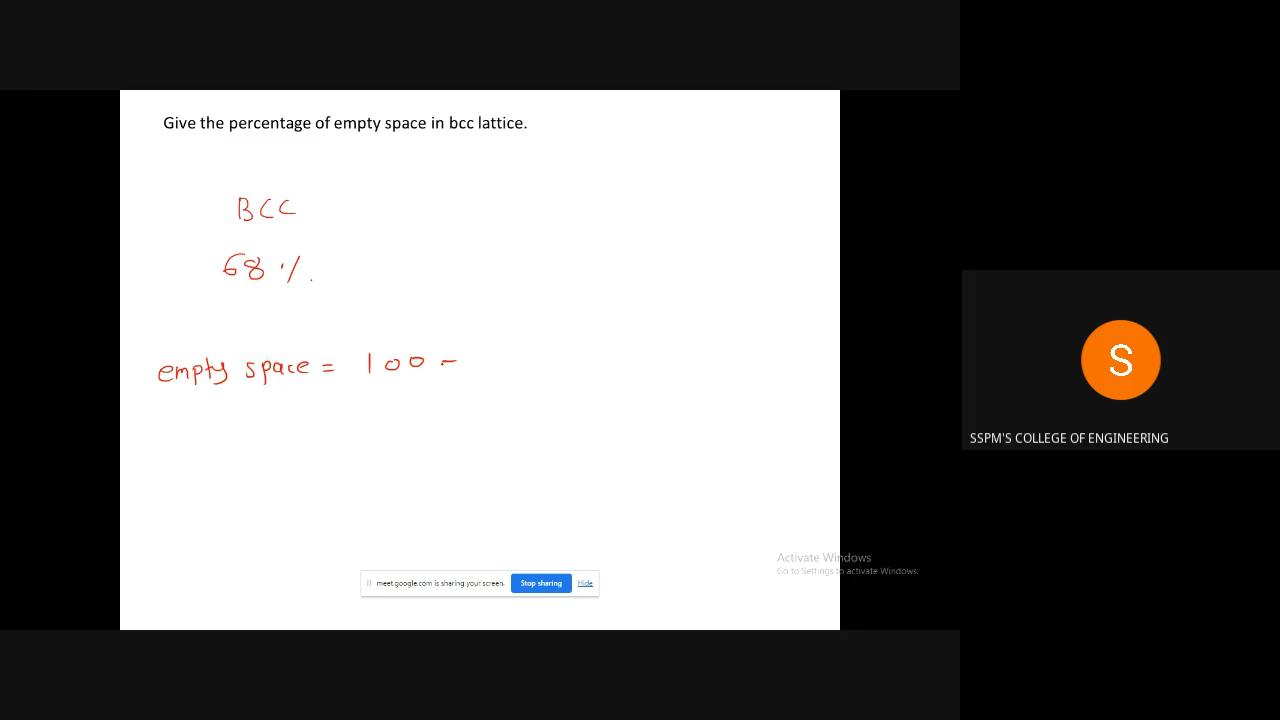 Give the percentage of empty space in bcc lattice.
BCC
68 %.
empty space = 100 -
S
SSPM'S COLLEGE OF ENGINEERING
Activate Windows
Go to Settings to activate Windows.
meet.google.com is sharing your screen. Stop sharing Hide